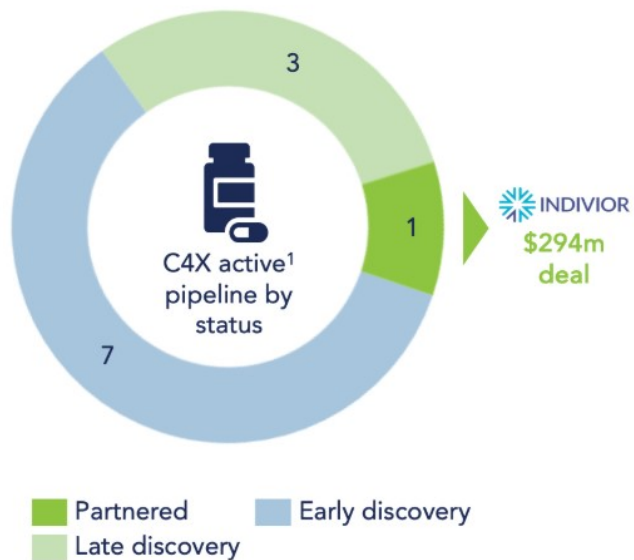 3
1
INDIVIOR
$294m
deal
C4X active¹
pipeline by
status
7
Partnered
Early discovery
Late discovery